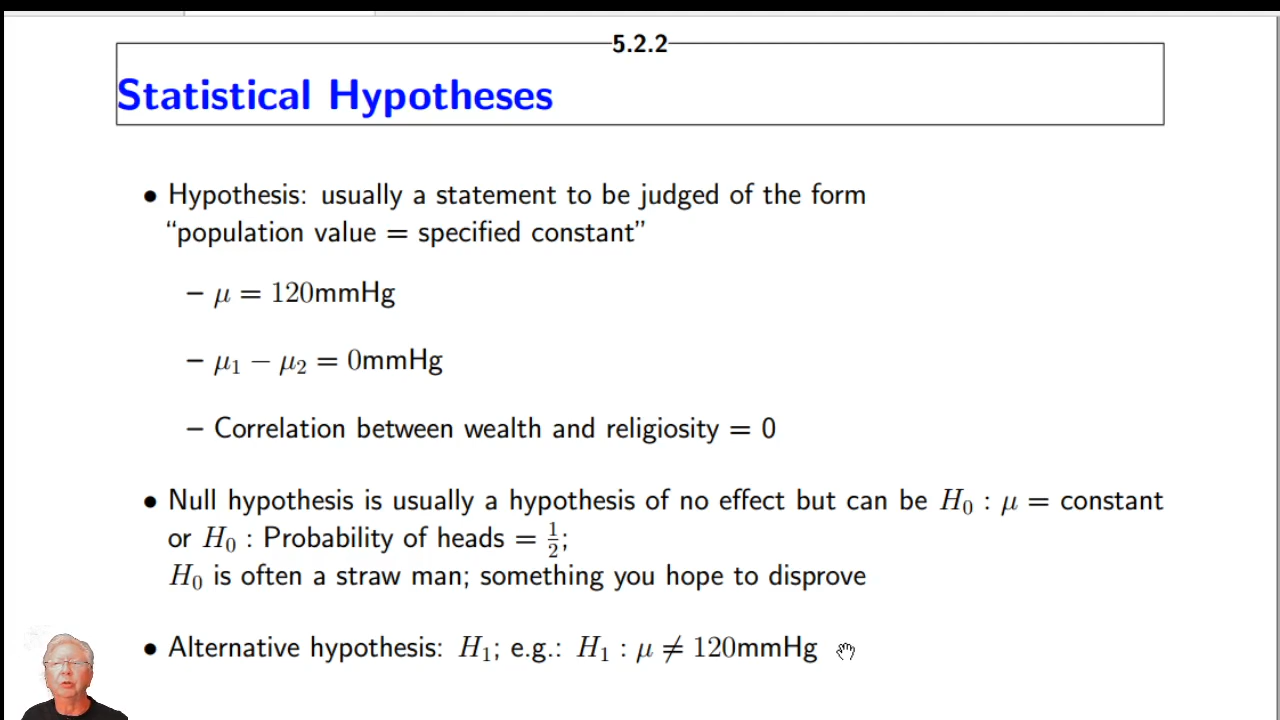 5.2.2
Statistical Hypotheses
• Hypothesis: usually a statement to be judged of the form
“population value = specified constant”
– μ = 120mmHg
– μ₁ − μ₂ = 0mmHg
– Correlation between wealth and religiosity = 0
• Null hypothesis is usually a hypothesis of no effect but can be H₀ : μ = constant
or H₀ : Probability of heads = ½;
H₀ is often a straw man; something you hope to disprove
• Alternative hypothesis: H₁; e.g.: H₁ : μ ≠ 120mmHg